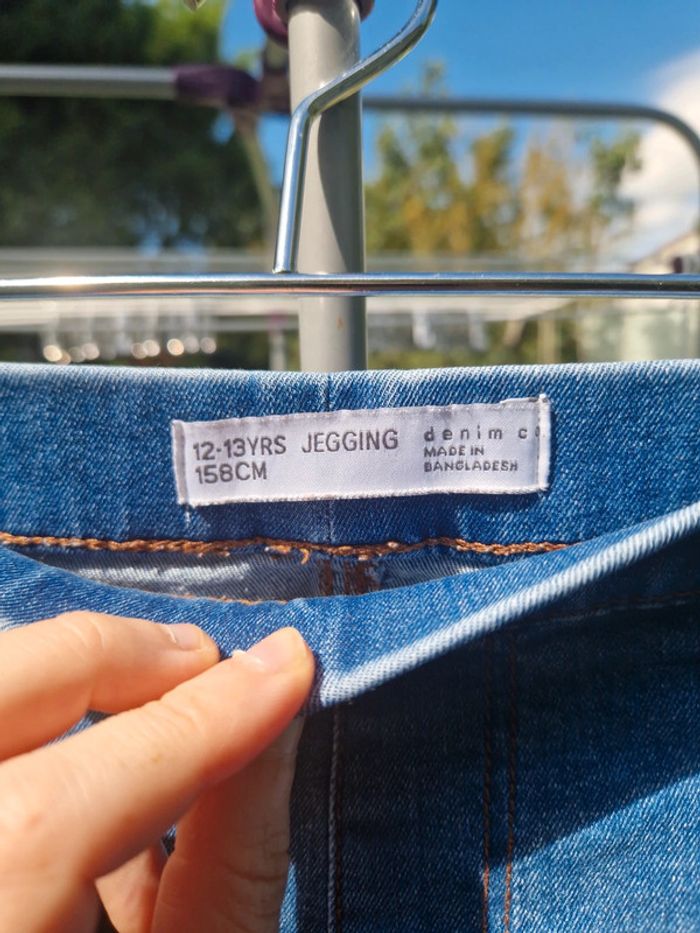 12-13YRS JEGGING
158CM
denim c
MADE IN
BANGLADESH